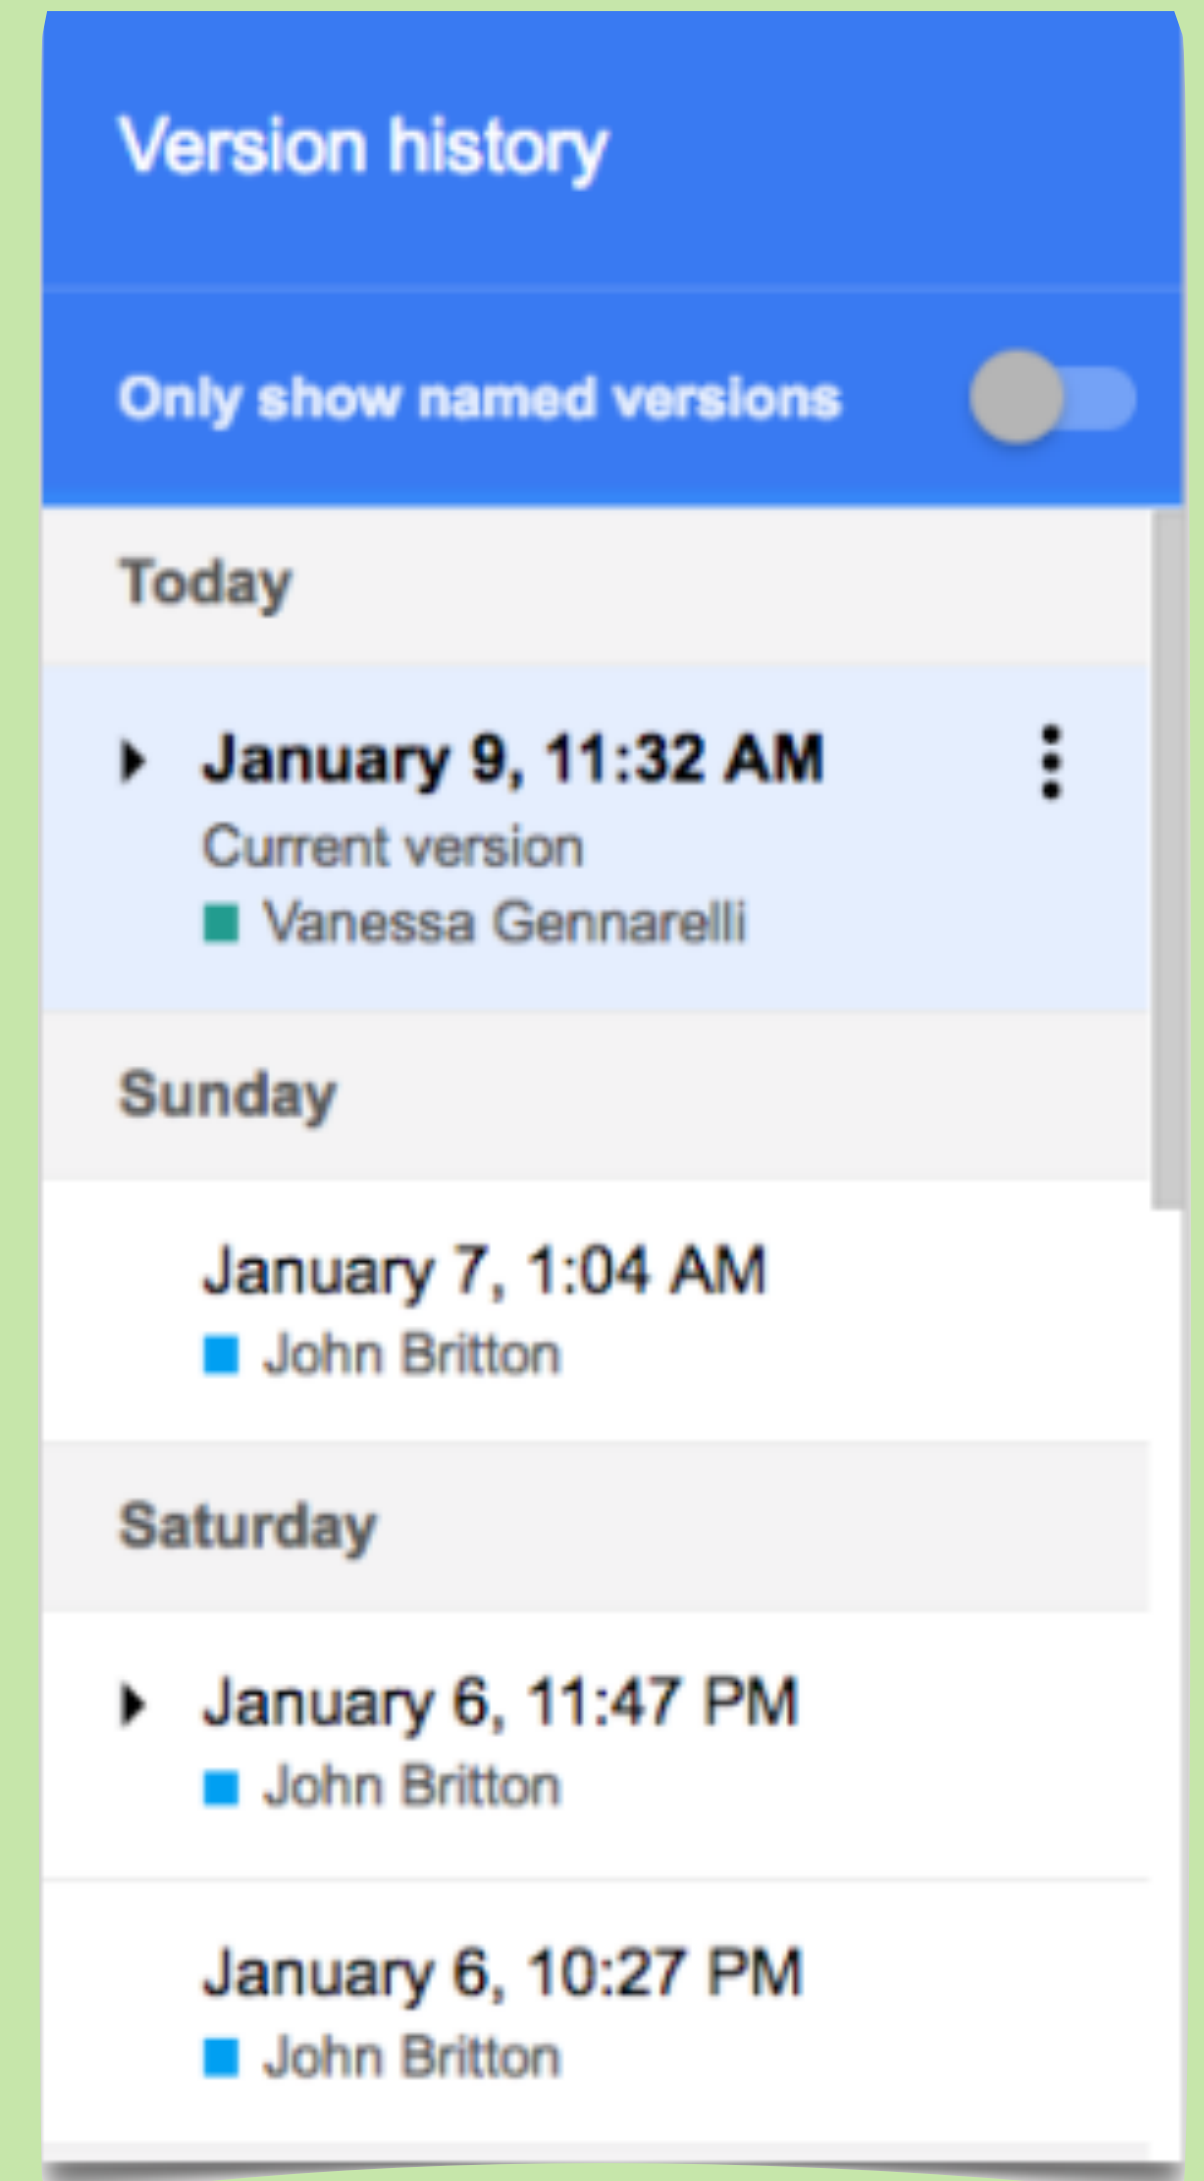 Version history
Only show named versions
Today
January 9, 11:32 AM
Current version
Vanessa Gennarelli
Sunday
January 7, 1:04 AM
John Britton
Saturday
January 6, 11:47 PM
John Britton
January 6, 10:27 PM
John Britton